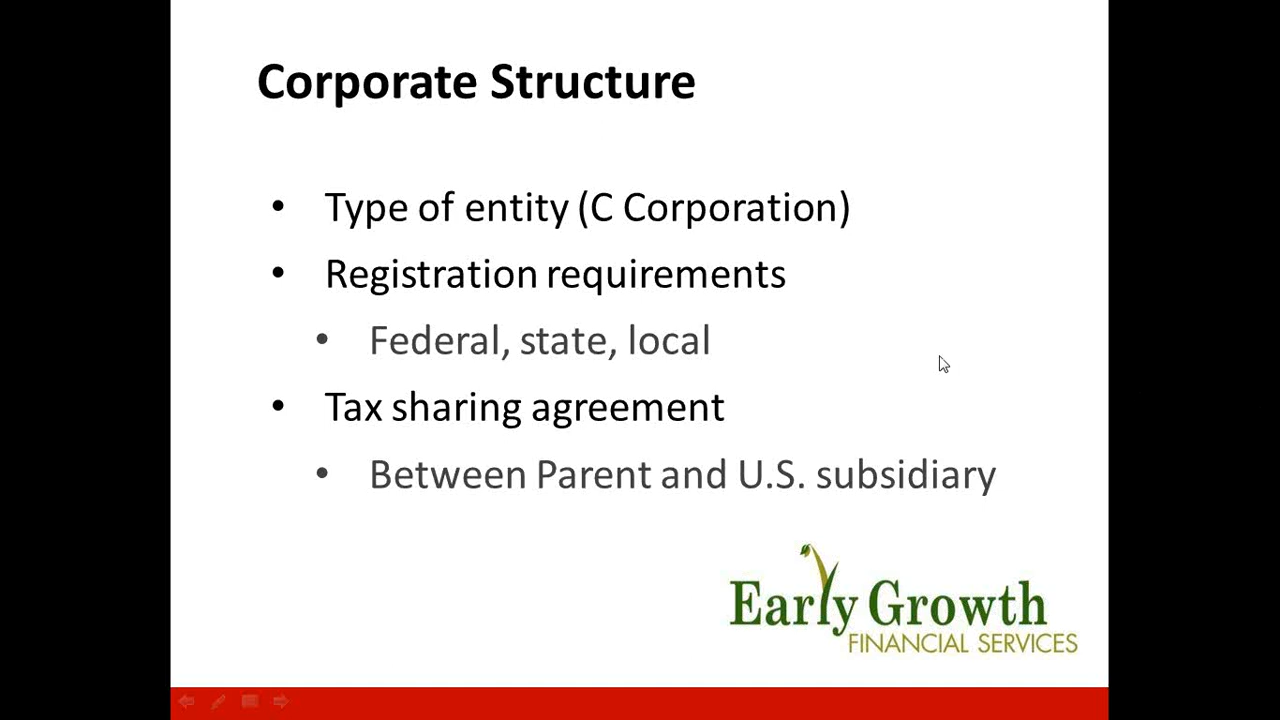 Corporate Structure
• Type of entity (C Corporation)
• Registration requirements
• Federal, state, local
• Tax sharing agreement
• Between Parent and U.S. subsidiary
Early Growth
FINANCIAL SERVICES